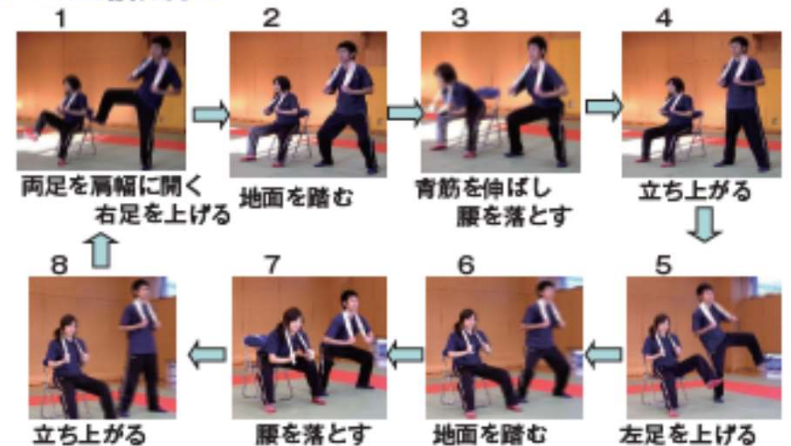 1
両足を肩幅に開く
右足を上げる
2
地面を踏む
3
背筋を伸ばし
腰を落とす
4
立ち上がる
5
左足を上げる
6
地面を踏む
7
腰を落とす
8
立ち上がる